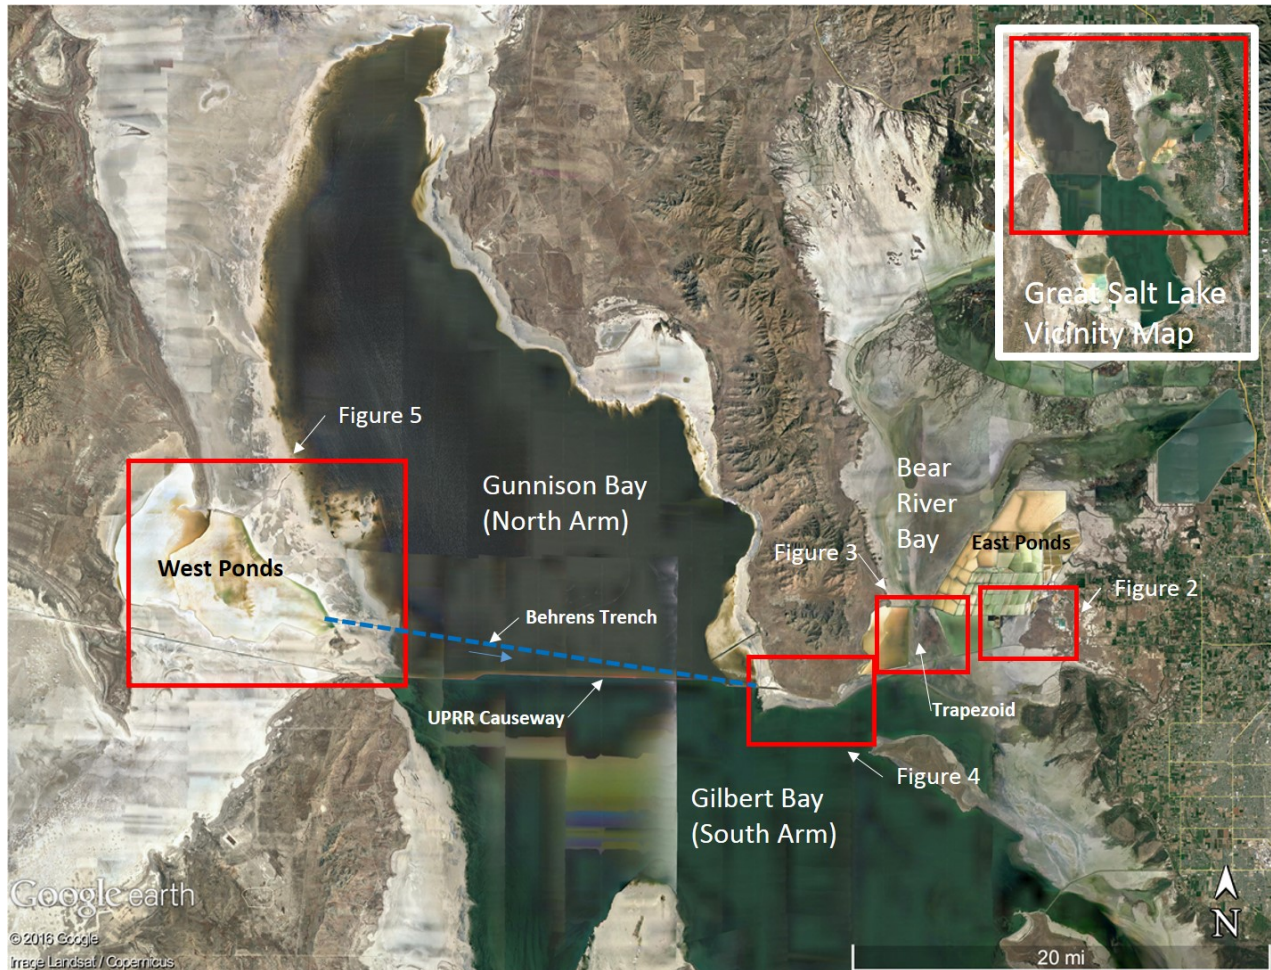 Great Salt Lake
Vicinity Map
Figure 5
Gunnison Bay
(North Arm)
Bear
River
Bay
West Ponds
Figure 3
East Ponds
Figure 2
Behrens Trench
UPRR Causeway
Trapezoid
Figure 4
Gilbert Bay
(South Arm)
Google earth
© 2016 Google
Image Landsat / Copernicus
N
20 mi